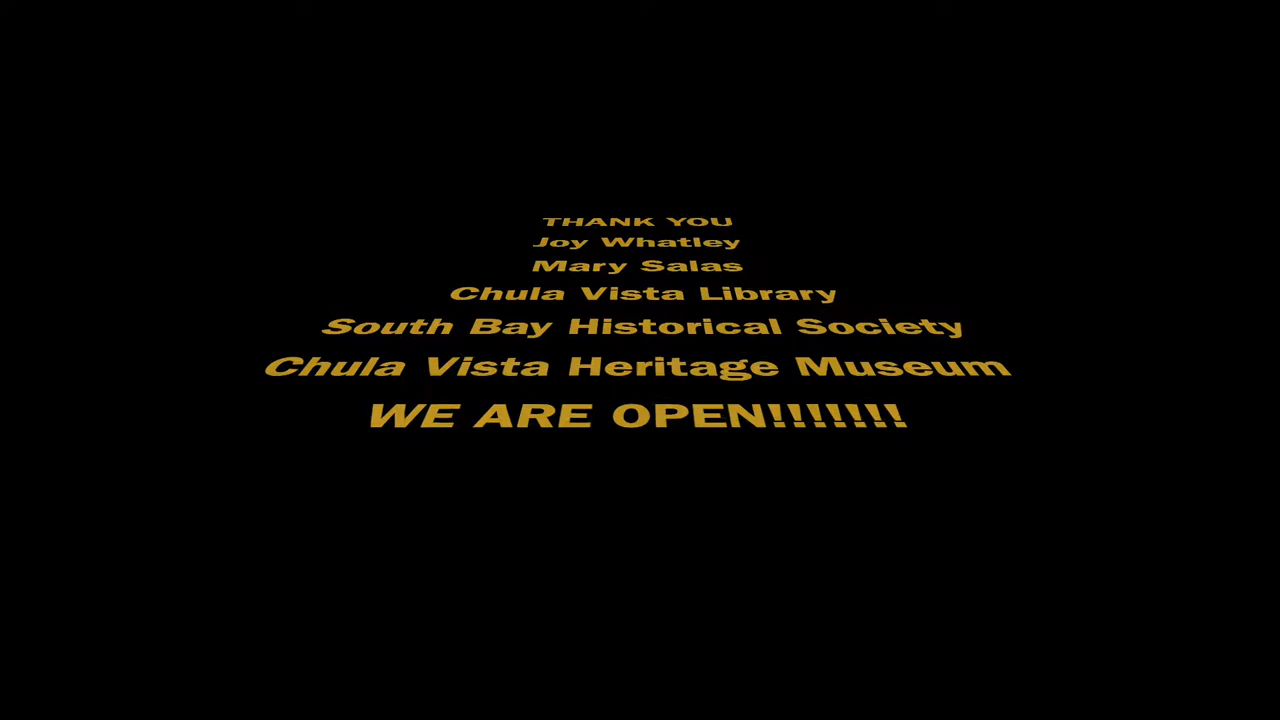 THANK YOU
Joy Whatley
Mary Salas
Chula Vista Library
South Bay Historical Society
Chula Vista Heritage Museum
WE ARE OPEN!!!!!!!